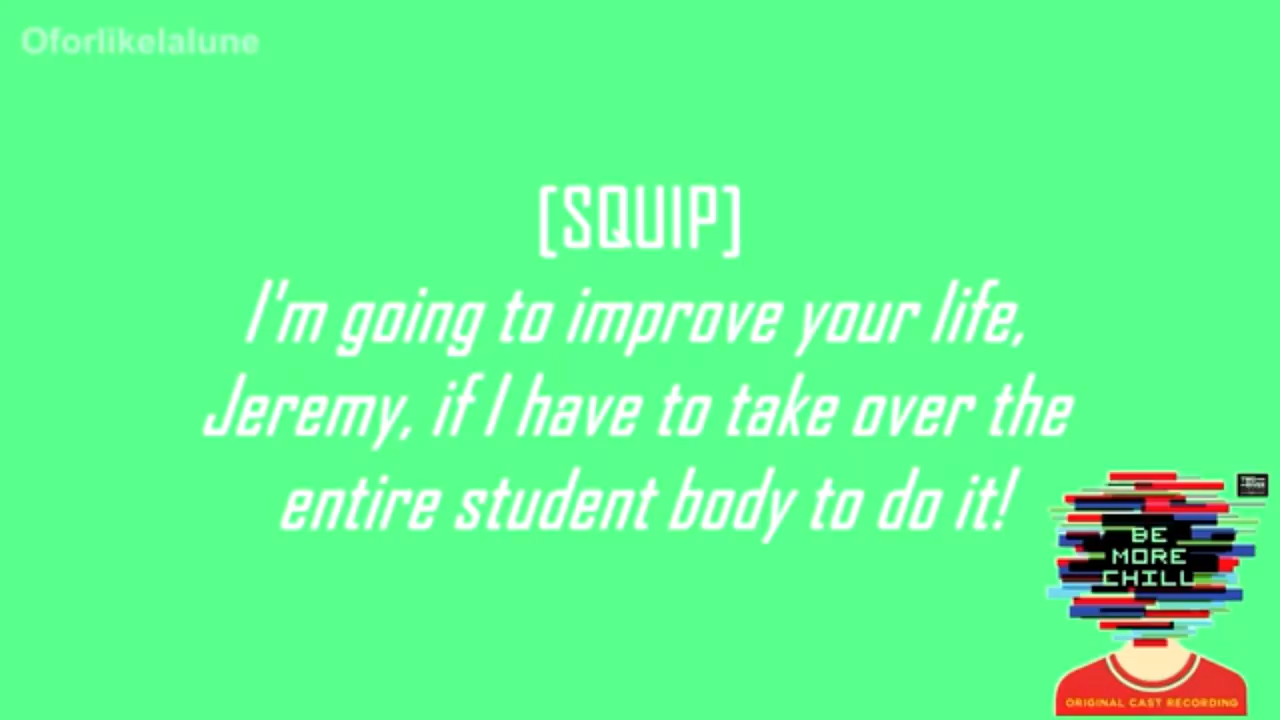 Oforlikelalune
[SQUIP]
I'm going to improve your life,
Jeremy, if I have to take over the
entire student body to do it!
BE
MORE
CHILL
ORIGINAL CAST RECORDING